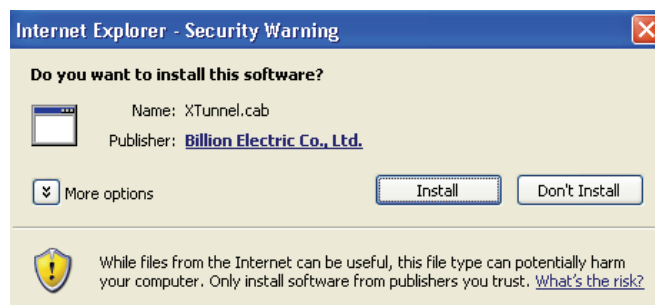 Internet Explorer - Security Warning
Do you want to install this software?
Name: XTunnel.cab
Publisher: Billion Electric Co., Ltd.
More options
Install
Don't Install
While files from the Internet can be useful, this file type can potentially harm
your computer. Only install software from publishers you trust. What's the risk?